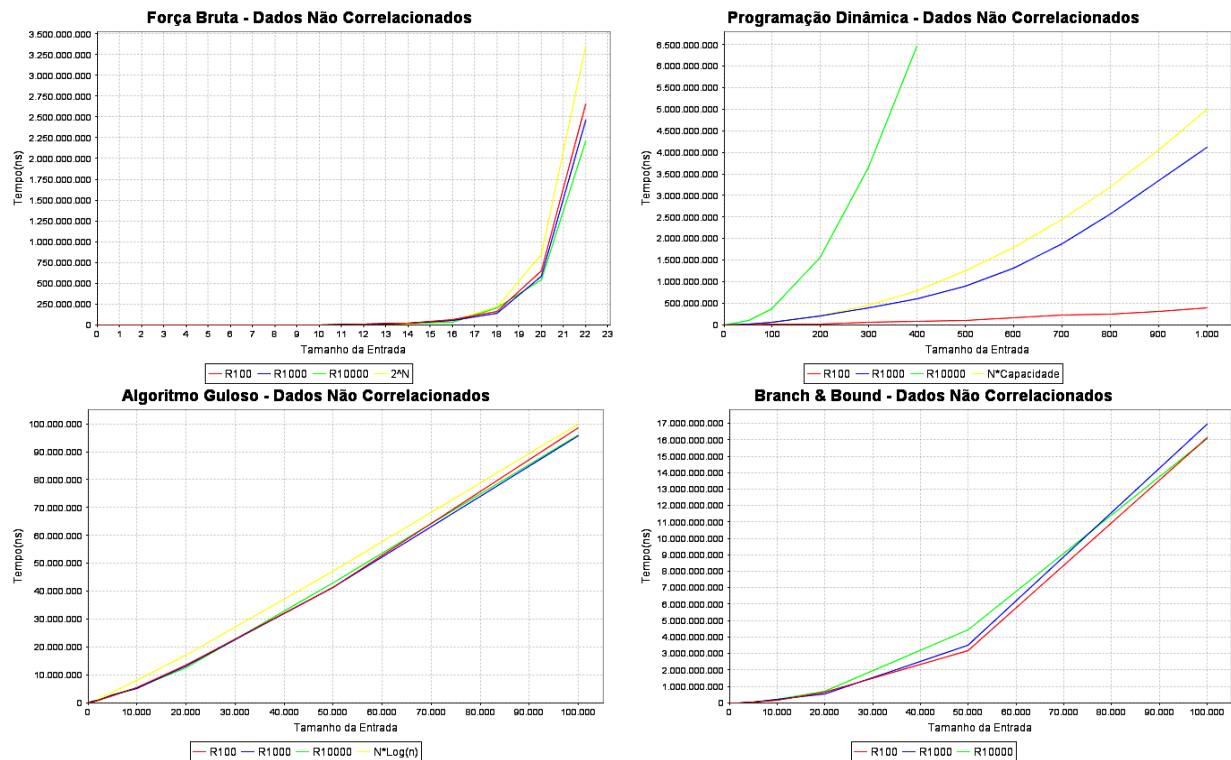 Força Bruta - Dados Não Correlacionados
3.500.000.000
3.250.000.000
3.000.000.000
2.750.000.000
2.500.000.000
2.250.000.000
2.000.000.000
1.750.000.000
1.500.000.000
1.250.000.000
1.000.000.000
750.000.000
500.000.000
250.000.000
0
Tempo(ns)
0 1 2 3 4 5 6 7 8 9 10 11 12 13 14 15 16 17 18 19 20 21 22 23
Tamanho da Entrada
R100 R1000 R10000 2^N
Programação Dinâmica - Dados Não Correlacionados
6.500.000.000
6.000.000.000
5.500.000.000
5.000.000.000
4.500.000.000
4.000.000.000
3.500.000.000
3.000.000.000
2.500.000.000
2.000.000.000
1.500.000.000
1.000.000.000
500.000.000
0
Tempo(ns)
0 100 200 300 400 500 600 700 800 900 1.000
Tamanho da Entrada
R100 R1000 R10000 N*Capacidade
Algoritmo Guloso - Dados Não Correlacionados
100.000.000
90.000.000
80.000.000
70.000.000
60.000.000
50.000.000
40.000.000
30.000.000
20.000.000
10.000.000
0
Tempo(ns)
0 10.000 20.000 30.000 40.000 50.000 60.000 70.000 80.000 90.000 100.000
Tamanho da Entrada
R100 R1000 R10000 N*Log(n)
Branch & Bound - Dados Não Correlacionados
17.000.000.000
16.000.000.000
15.000.000.000
14.000.000.000
13.000.000.000
12.000.000.000
11.000.000.000
10.000.000.000
9.000.000.000
8.000.000.000
7.000.000.000
6.000.000.000
5.000.000.000
4.000.000.000
3.000.000.000
2.000.000.000
1.000.000.000
0
Tempo(ns)
0 10.000 20.000 30.000 40.000 50.000 60.000 70.000 80.000 90.000 100.000
Tamanho da Entrada
R100 R1000 R10000